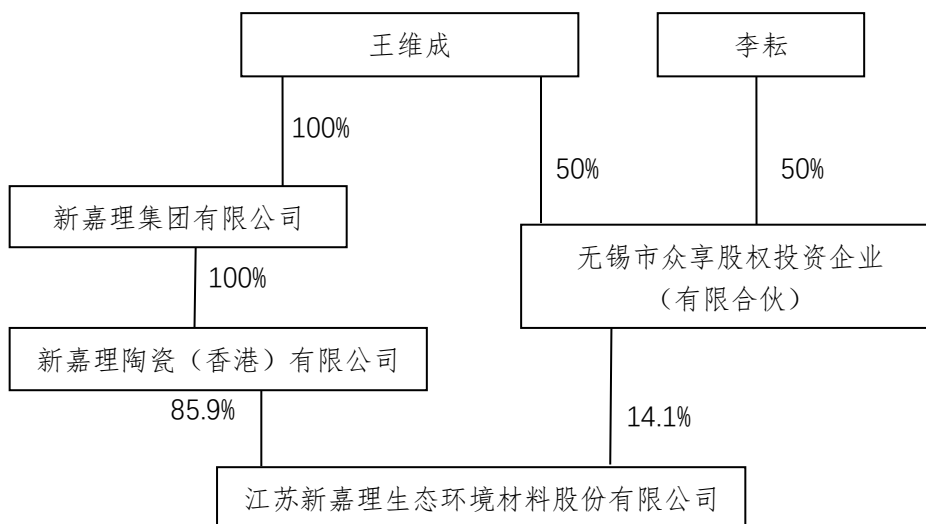 王维成
李耘
100%
50%
50%
新嘉理集团有限公司
无锡市众享股权投资企业
（有限合伙）
100%
新嘉理陶瓷（香港）有限公司
85.9%
14.1%
江苏新嘉理生态环境材料股份有限公司